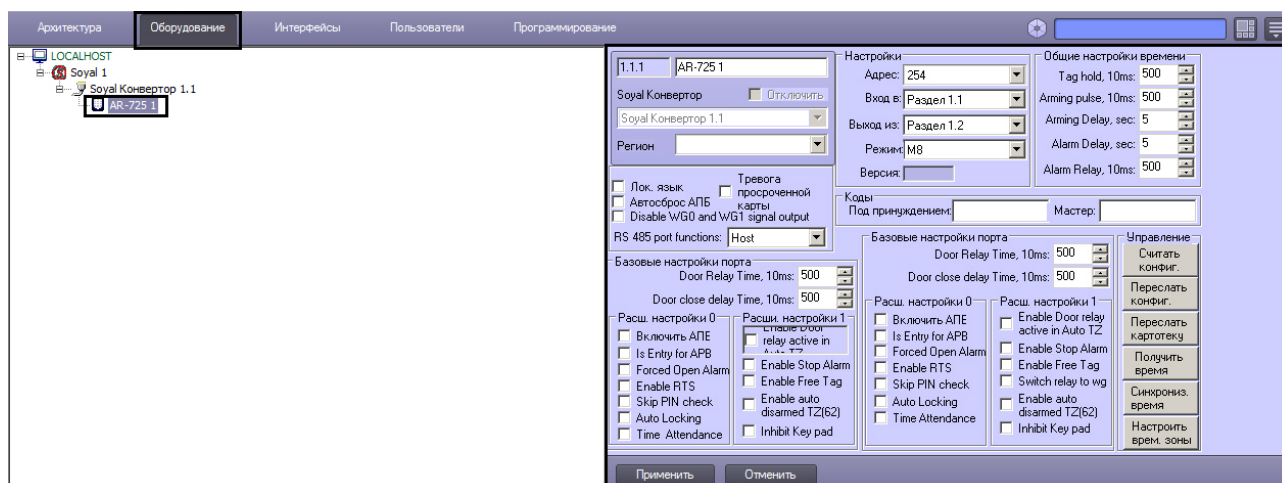 Архитектура Оборудование Интерфейсы Пользователи Программирование
LOCALHOST
Soyal 1
Soyal Конвертор 1.1
AR-725 1
1.1.1 AR-725 1
Soyal Конвертор Отключить
Soyal Конвертор 1.1
Регион
Настройки
Адрес: 254
Вход в: Раздел 1.1
Выход из: Раздел 1.2
Режим: M8
Версия:
Общие настройки времени
Tag hold, 10ms: 500
Arming pulse, 10ms: 500
Arming Delay, sec: 5
Alarm Delay, sec: 5
Alarm Relay, 10ms: 500
Лок. язык
Автосброс АПБ
Тревога
просроченной
карты
Disable WG0 and WG1 signal output
RS 485 port functions: Host
Коды
Под принуждением: Мастер:
Базовые настройки порта
Door Relay Time, 10ms: 500
Door close delay Time, 10ms: 500
Расш. настройки 0
Включить АПЕ
Is Entry for APB
Forced Open Alarm
Enable RTS
Skip PIN check
Auto Locking
Time Attendance
Расши. настройки 1
Enable Door
relay active in
Auto TZ
Enable Stop Alarm
Enable Free Tag
Enable auto
disarmed TZ(62)
Inhibit Key pad
Базовые настройки порта
Door Relay Time, 10ms: 500
Door close delay Time, 10ms: 500
Расш. настройки 0
Включить АПЕ
Is Entry for APB
Forced Open Alarm
Enable RTS
Skip PIN check
Auto Locking
Time Attendance
Расш. настройки 1
Enable Door relay
active in Auto TZ
Enable Stop Alarm
Enable Free Tag
Switch relay to wg
Enable auto
disarmed TZ(62)
Inhibit Key pad
Управление
Считать
конфиг.
Переслать
конфиг.
Переслать
картотеку
Получить
время
Синхрониз.
время
Настроить
врем. зоны
Применить Отменить